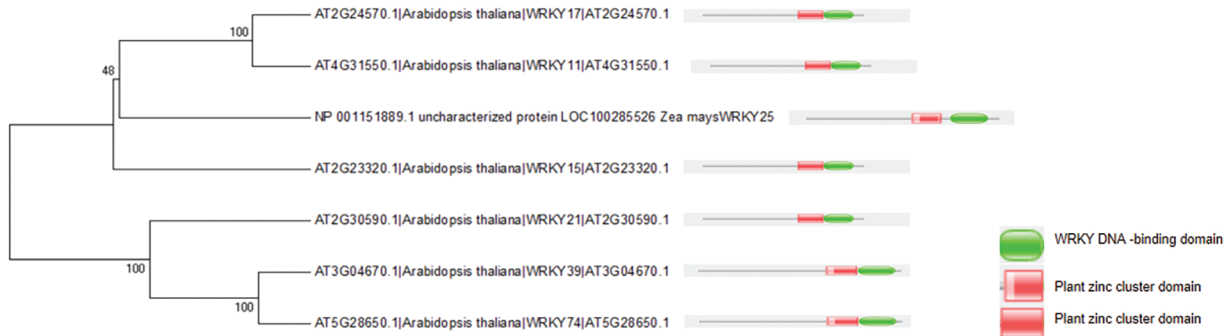 AT2G24570.1|Arabidopsis thaliana|WRKY17|AT2G24570.1
100
AT4G31550.1|Arabidopsis thaliana|WRKY11|AT4G31550.1
48
NP 001151889.1 uncharacterized protein LOC100285526 Zea maysWRKY25
AT2G23320.1|Arabidopsis thaliana|WRKY15|AT2G23320.1
AT2G30590.1|Arabidopsis thaliana|WRKY21|AT2G30590.1
100
AT3G04670.1|Arabidopsis thaliana|WRKY39|AT3G04670.1
100
AT5G28650.1|Arabidopsis thaliana|WRKY74|AT5G28650.1
WRKY DNA -binding domain
Plant zinc cluster domain
Plant zinc cluster domain